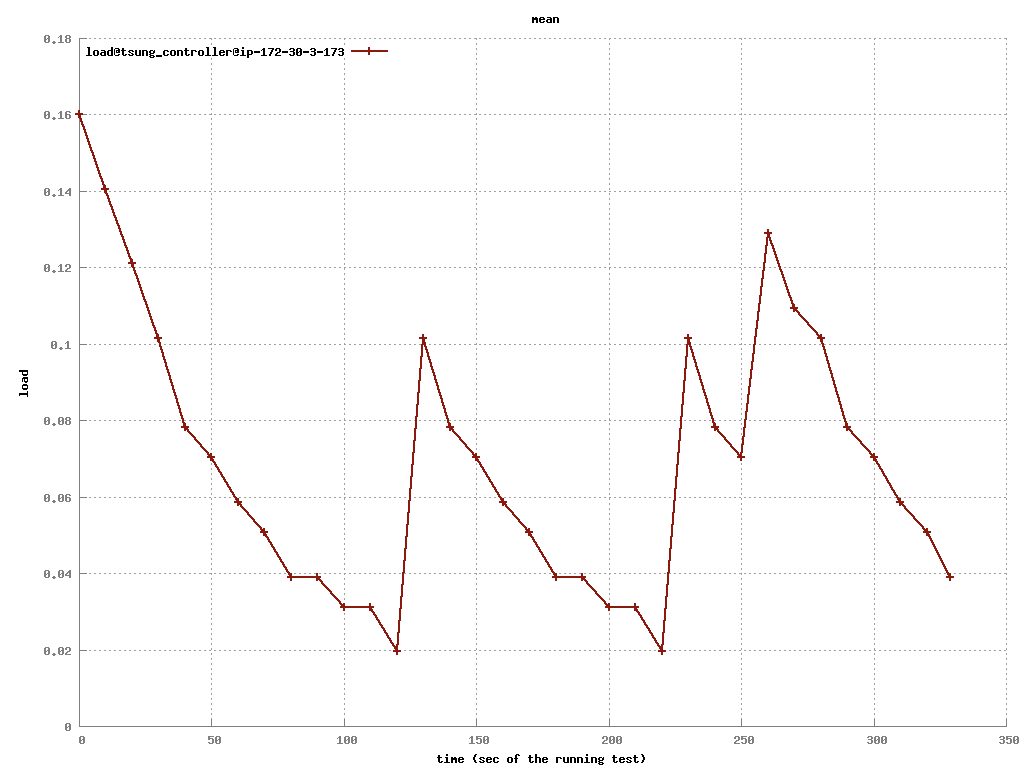 mean
0.18
load@tsung_controller@ip-172-30-3-173
0.16
0.14
0.12
0.1
load
0.08
0.06
0.04
0.02
0
0 50 100 150 200 250 300 350
time (sec of the running test)